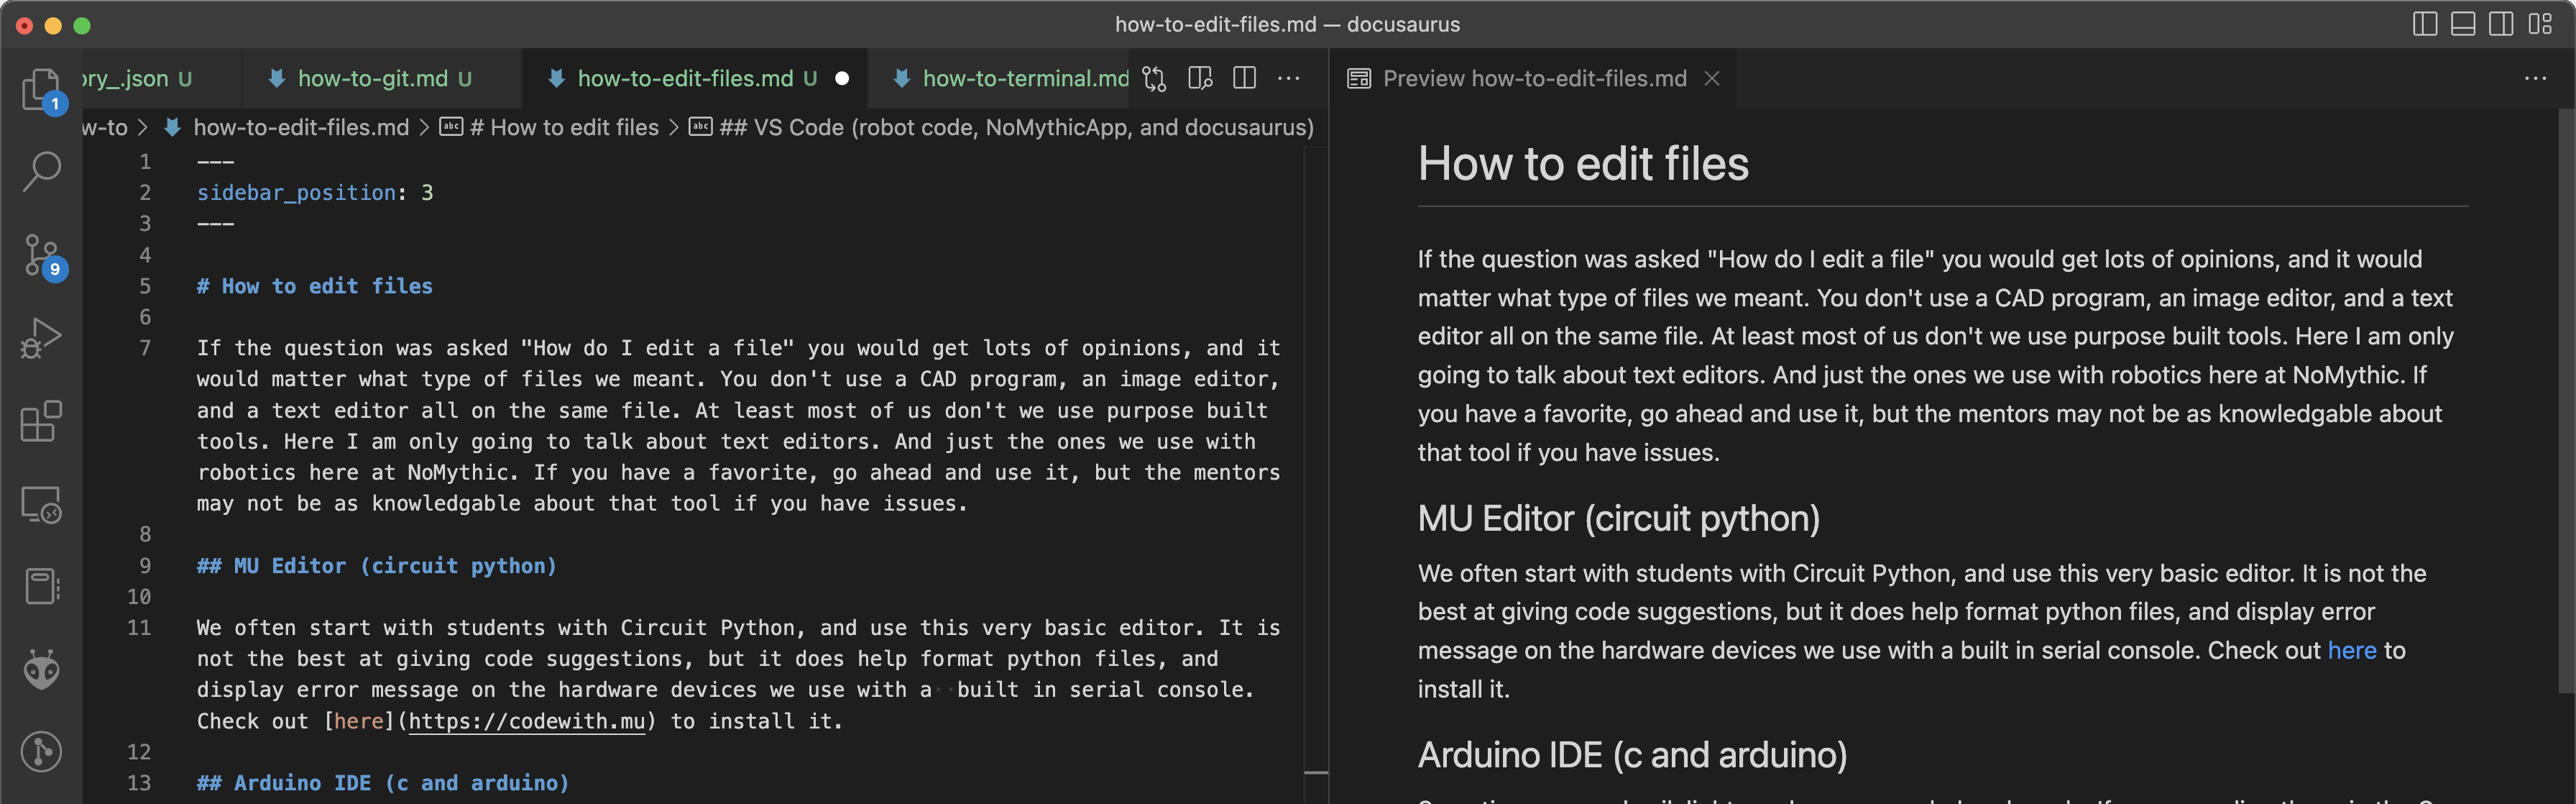 how-to-edit-files.md — docusaurus
ory_.json U
how-to-git.md U
how-to-edit-files.md U
how-to-terminal.md
Preview how-to-edit-files.md
1
9
w-to > how-to-edit-files.md > abc # How to edit files > abc ## VS Code (robot code, NoMythicApp, and docusaurus)
1 ---
2 sidebar_position: 3
3 ---
4
5 # How to edit files
6
7 If the question was asked "How do I edit a file" you would get lots of opinions, and it
would matter what type of files we meant. You don't use a CAD program, an image editor,
and a text editor all on the same file. At least most of us don't we use purpose built
tools. Here I am only going to talk about text editors. And just the ones we use with
robotics here at NoMythic. If you have a favorite, go ahead and use it, but the mentors
may not be as knowledgable about that tool if you have issues.
8
9 ## MU Editor (circuit python)
10
11 We often start with students with Circuit Python, and use this very basic editor. It is
not the best at giving code suggestions, but it does help format python files, and
display error message on the hardware devices we use with a  built in serial console.
Check out [here](https://codewith.mu) to install it.
12
13 ## Arduino IDE (c and arduino)
How to edit files
If the question was asked "How do I edit a file" you would get lots of opinions, and it would
matter what type of files we meant. You don't use a CAD program, an image editor, and a text
editor all on the same file. At least most of us don't we use purpose built tools. Here I am only
going to talk about text editors. And just the ones we use with robotics here at NoMythic. If
you have a favorite, go ahead and use it, but the mentors may not be as knowledgable about
that tool if you have issues.
MU Editor (circuit python)
We often start with students with Circuit Python, and use this very basic editor. It is not the
best at giving code suggestions, but it does help format python files, and display error
message on the hardware devices we use with a built in serial console. Check out here to
install it.
Arduino IDE (c and arduino)